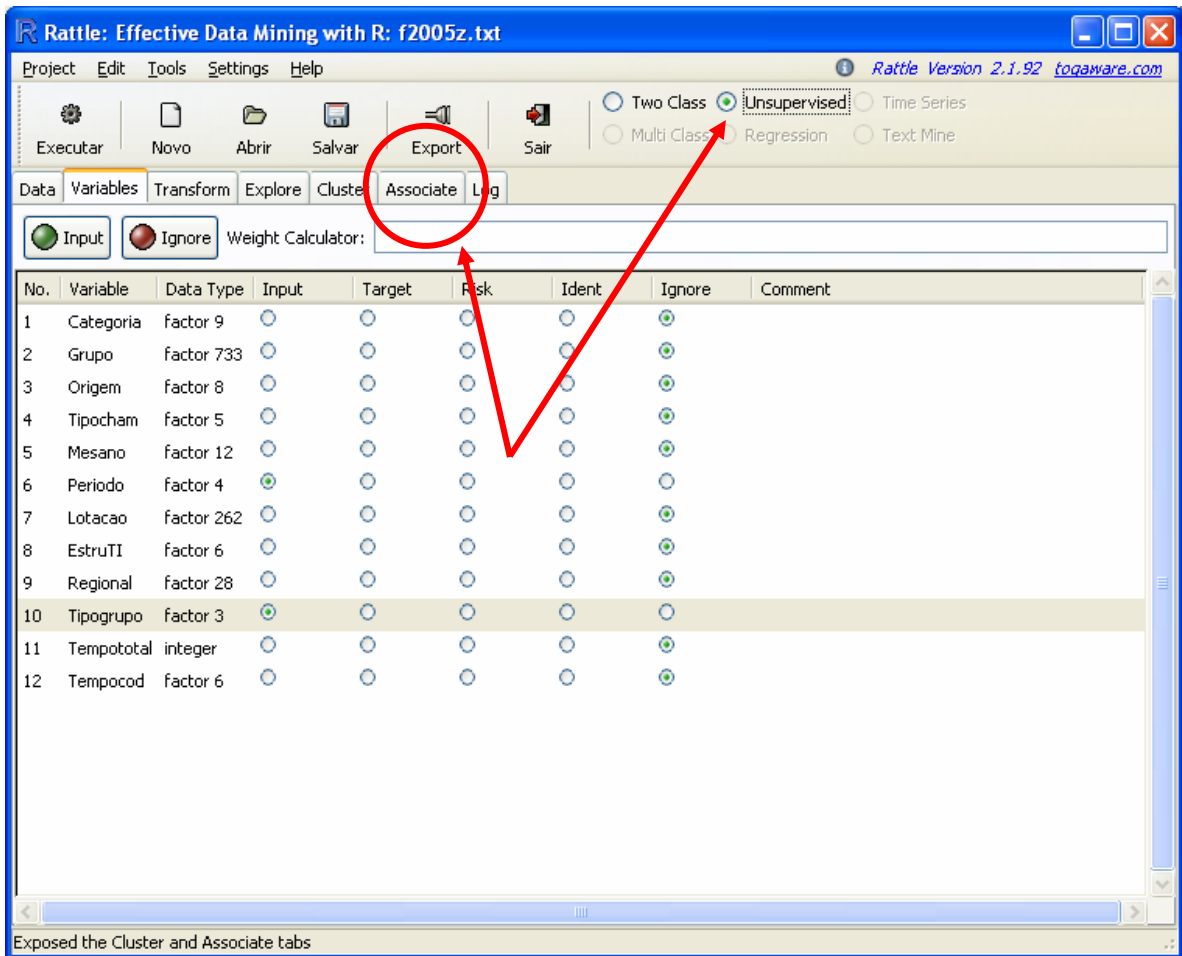 Rattle: Effective Data Mining with R: f2005z.txt
Project Edit Tools Settings Help Rattle Version 2.1.92 togaware.com
Executar Novo Abrir Salvar Export Sair
Two Class Unsupervised Time Series
Multi Class Regression Text Mine
Data Variables Transform Explore Cluster Associate Log
Input Ignore Weight Calculator:
No. Variable Data Type Input Target Risk Ident Ignore Comment
1 Categoria factor 9
2 Grupo factor 733
3 Origem factor 8
4 Tipocham factor 5
5 Mesano factor 12
6 Periodo factor 4
7 Lotacao factor 262
8 EstruTI factor 6
9 Regional factor 28
10 Tipogrupo factor 3
11 Tempototal integer
12 Tempocod factor 6
Exposed the Cluster and Associate tabs